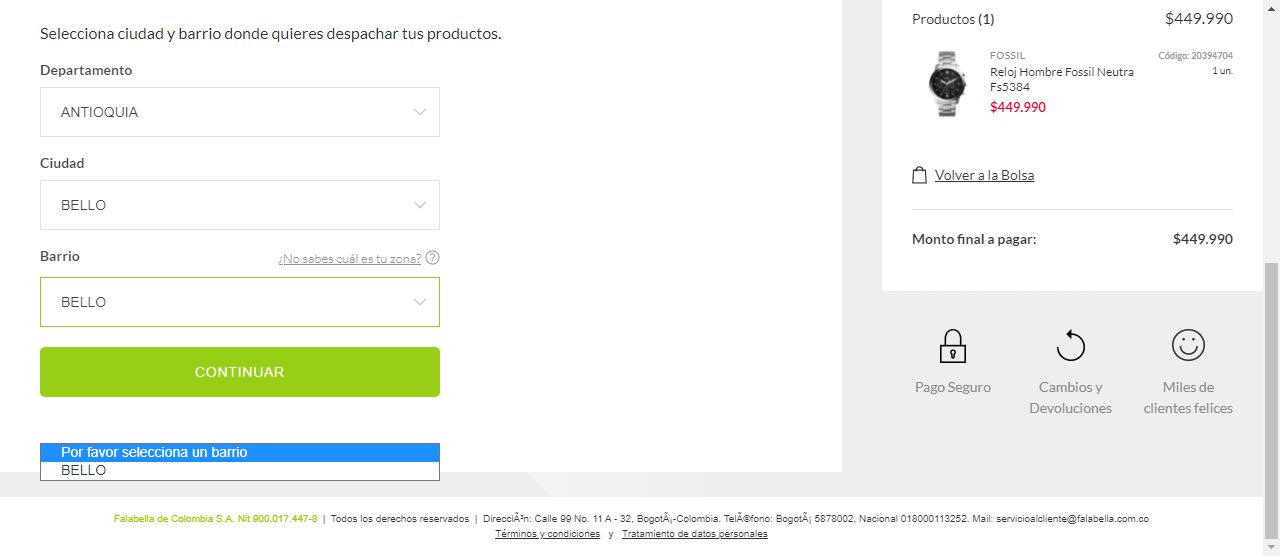 Selecciona ciudad y barrio donde quieres despachar tus productos.
Departamento
ANTIOQUIA
Ciudad
BELLO
Barrio
¿No sabes cuál es tu zona? ?
BELLO
CONTINUAR
Por favor selecciona un barrio
BELLO
Productos (1) $449.990
FOSSIL Código: 20394704
Reloj Hombre Fossil Neutra 1 un.
Fs5384
$449.990
Volver a la Bolsa
Monto final a pagar: $449.990
Pago Seguro
Cambios y
Devoluciones
Miles de
clientes felices
Falabella de Colombia S.A. Nit 900.017.447-8 | Todos los derechos reservados | DirecciÃ³n: Calle 99 No. 11 A - 32, BogotÃ¡-Colombia. TelÃ©fono: BogotÃ¡ 5878002, Nacional 018000113252. Mail: servicioalcliente@falabella.com.co
Términos y condiciones y Tratamiento de datos personales